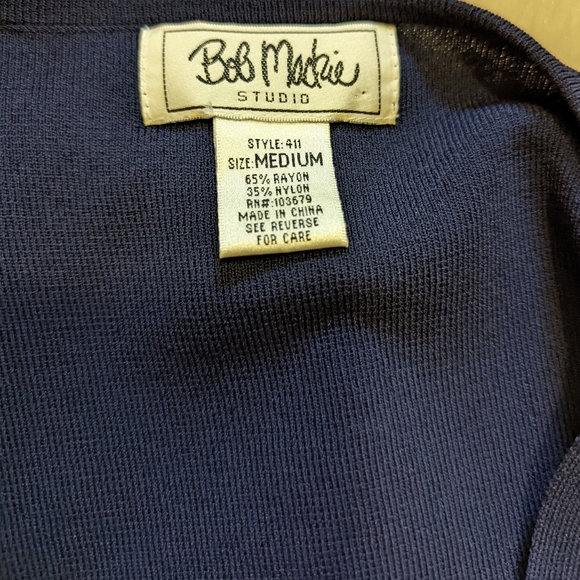 Bob Mackie
STUDIO
STYLE: 411
SIZE: MEDIUM
65% RAYON
35% NYLON
RN#: 103679
MADE IN CHINA
SEE REVERSE
FOR CARE